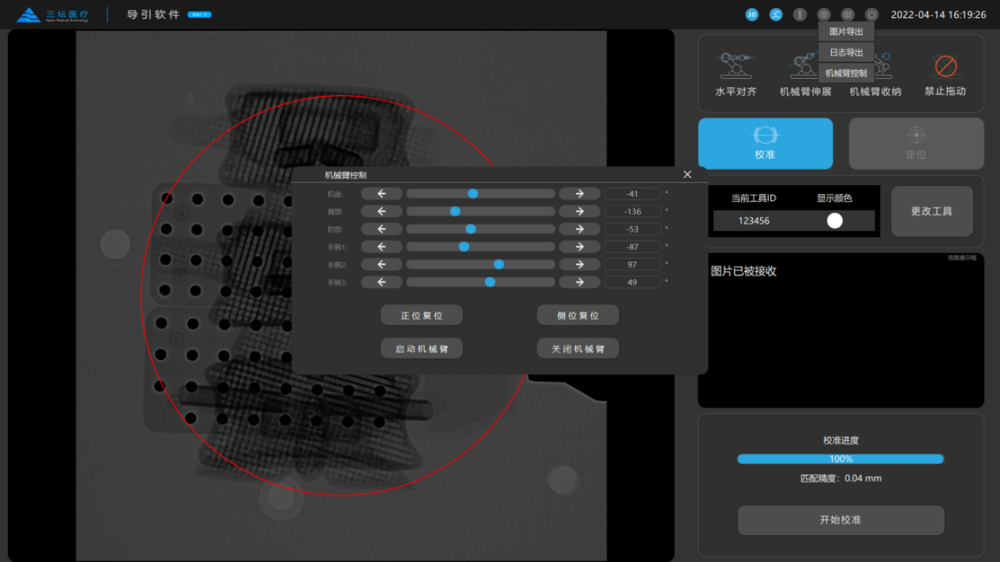 三坛医疗
导引软件 Ver 1
3D
2022-04-14 16:19:26
图片导出
日志导出
机械臂控制
水平对齐 机械臂伸展 机械臂收纳 禁止拖动
校准 定位
机械臂控制
机座: -41 °
肩部: -136 °
肘部: -53 °
手腕1: -87 °
手腕2: 97 °
手腕3: 49 °
正位复位 侧位复位
启动机械臂 关闭机械臂
当前工具ID 显示颜色
123456
更改工具
信息提示框
图片已被接收
校准进度
100%
匹配精度：0.04 mm
开始校准